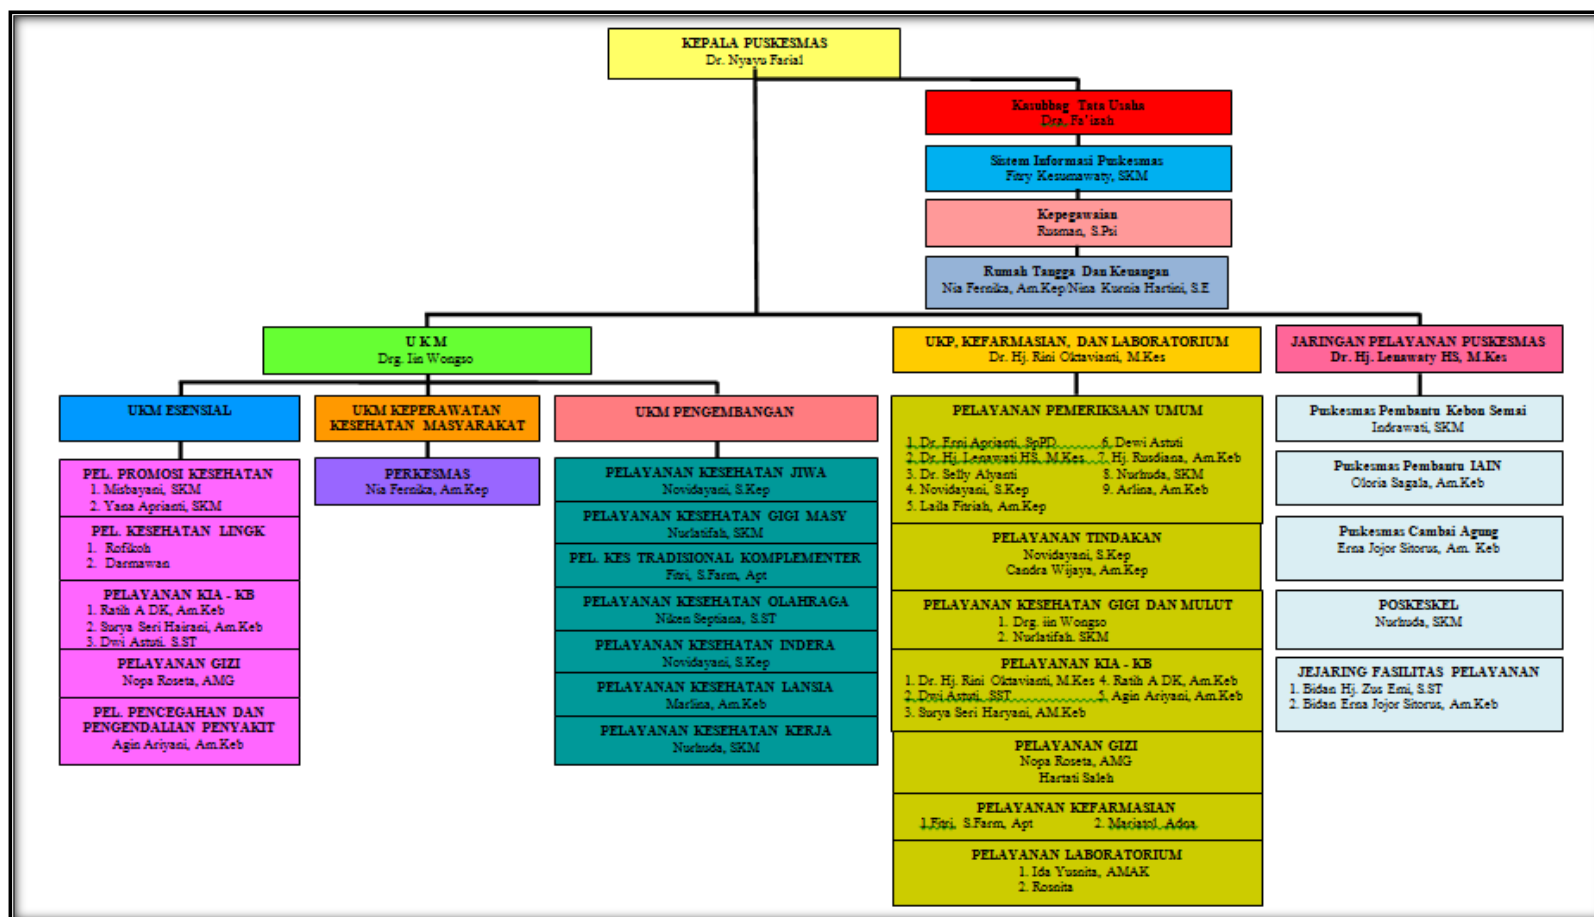 KEPALA PUSKESMAS
Dr. Nyayu Farial
Kasubbag Tata Usaha
Dra. Fa'izah
Sistem Informasi Puskesmas
Fitry Kesumawaty, SKM
Kepegawaian
Rusman, S.Psi
Rumah Tangga Dan Keuangan
Nia Fernika, Am.Kep/Nina Kurnia Hartini, S.E
U K M
Drg. Iin Wongso
UKM ESENSIAL
PEL. PROMOSI KESEHATAN
1. Misbayani, SKM
2. Yana Aprianti, SKM
PEL. KESEHATAN LINGK
1. Rofikoh
2. Darmawan
PELAYANAN KIA - KB
1. Ratih A DK, Am.Keb
2. Surya Seri Hairani, Am.Keb
3. Dwi Astuti, S.ST
PELAYANAN GIZI
Nopa Roseta, AMG
PEL. PENCEGAHAN DAN
PENGENDALIAN PENYAKIT
Agin Ariyani, Am.Keb
UKM KEPERAWATAN
KESEHATAN MASYARAKAT
PERKESMAS
Nia Fernika, Am.Kep
UKM PENGEMBANGAN
PELAYANAN KESEHATAN JIWA
Novidayani, S.Kep
PELAYANAN KESEHATAN GIGI MASY
Nurlatifah, SKM
PEL. KES TRADISIONAL KOMPLEMENTER
Fitri, S.Farm, Apt
PELAYANAN KESEHATAN OLAHRAGA
Niken Septiana, S.ST
PELAYANAN KESEHATAN INDERA
Novidayani, S.Kep
PELAYANAN KESEHATAN LANSIA
Marlina, Am.Keb
PELAYANAN KESEHATAN KERJA
Nurhuda, SKM
UKP, KEFARMASIAN, DAN LABORATORIUM
Dr. Hj. Rini Oktavianti, M.Kes
PELAYANAN PEMERIKSAAN UMUM
1. Dr. Erni Aprianti, SpPD 6. Dewi Astuti
2. Dr. Hj. Lenawati HS, M.Kes 7. Hj. Rusdiana, Am.Keb
3. Dr. Selly Alyanti 8. Nurhuda, SKM
4. Novidayani, S.Kep 9. Arlina, Am.Keb
5. Laila Fitriah, Am.Kep
PELAYANAN TINDAKAN
Novidayani, S.Kep
Candra Wijaya, Am.Kep
PELAYANAN KESEHATAN GIGI DAN MULUT
1. Drg. iin Wongso
2. Nurlatifah. SKM
PELAYANAN KIA - KB
1. Dr. Hj. Rini Oktavianti, M.Kes 4. Ratih A DK, Am.Keb
2. Dwi Astuti, SST 5. Agin Ariyani, Am.Keb
3. Surya Seri Haryani, AM.Keb
PELAYANAN GIZI
Nopa Roseta, AMG
Hartati Saleh
PELAYANAN KEFARMASIAN
1.Fitri, S.Farm, Apt 2. Mariatol Adna
PELAYANAN LABORATORIUM
1. Ida Yusnita, AMAK
2. Rosnita
JARINGAN PELAYANAN PUSKESMAS
Dr. Hj. Lenawaty HS, M.Kes
Puskesmas Pembantu Kebon Semai
Indrawati, SKM
Puskesmas Pembantu IAIN
Oloria Sagala, Am.Keb
Puskesmas Cambai Agung
Erna Jojor Sitorus, Am. Keb
POSKESKEL
Nurhuda, SKM
JEJARING FASILITAS PELAYANAN
1. Bidan Hj. Zus Emi, S.ST
2. Bidan Erna Jojor Sitorus, Am.Keb